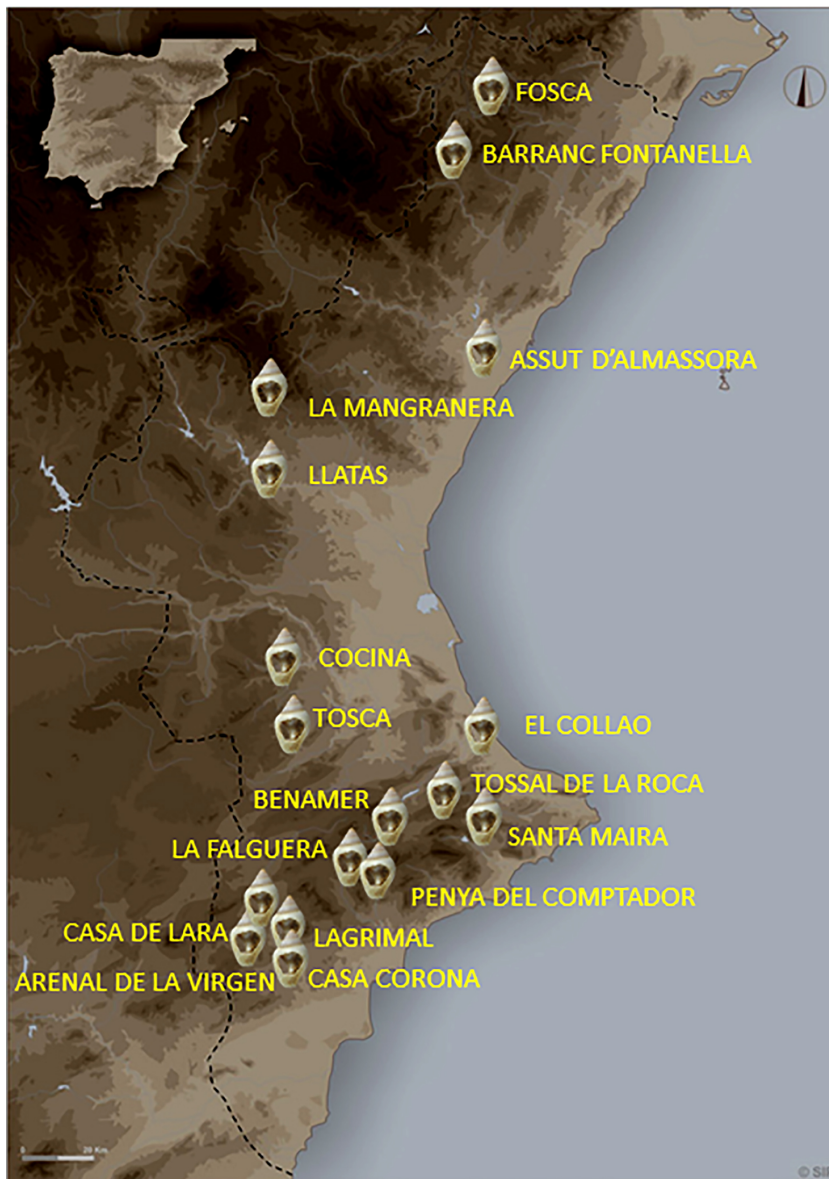 FOSCA
BARRANC FONTANELLA
ASSUT D'ALMASSORA
LA MANGRANERA
LLATAS
COCINA
TOSCA
EL COLLAO
TOSSAL DE LA ROCA
BENAMER
SANTA MAIRA
LA FALGUERA
PENYA DEL COMPTADOR
CASA DE LARA
LAGRIMAL
ARENAL DE LA VIRGEN
CASA CORONA
0 20 Km